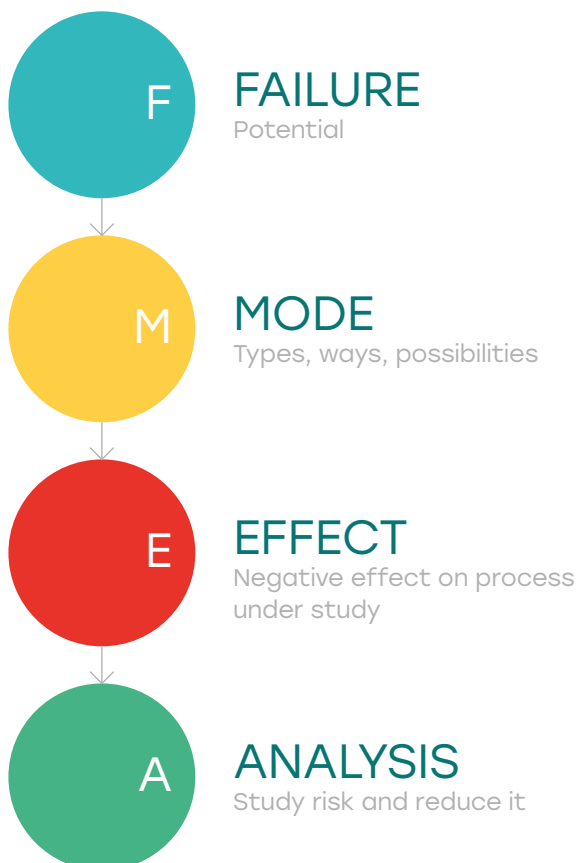 F
FAILURE
Potential
M
MODE
Types, ways, possibilities
E
EFFECT
Negative effect on process
under study
A
ANALYSIS
Study risk and reduce it